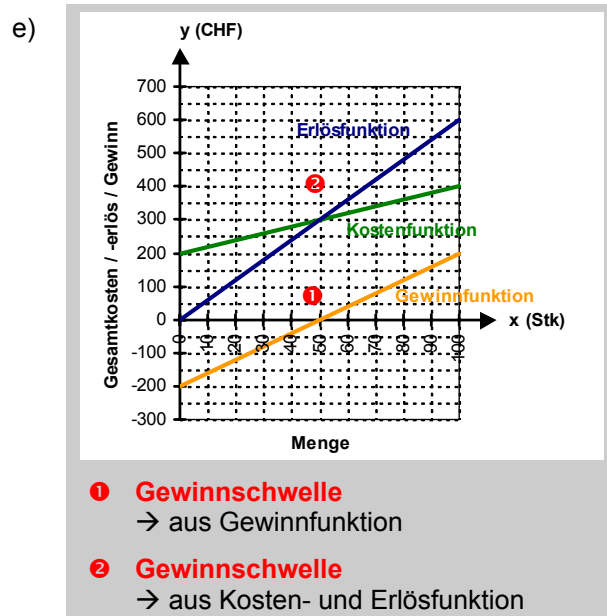 e)
y (CHF)
700
600
500
400
300
200
100
0
-100
-200
-300
Gesamtkosten / -erlös / Gewinn
Erlösfunktion
❷
Kostenfunktion
❶
Gewinnfunktion
x (Stk)
0 10 20 30 40 50 60 70 80 90 100
Menge
❶ Gewinnschwelle
→ aus Gewinnfunktion
❷ Gewinnschwelle
→ aus Kosten- und Erlösfunktion